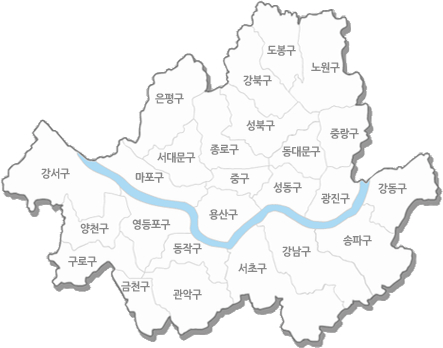 도봉구
노원구
강북구
은평구
성북구
중랑구
종로구
동대문구
서대문구
강서구
마포구
중구
성동구
광진구
강동구
용산구
양천구
영등포구
송파구
동작구
강남구
구로구
서초구
금천구
관악구